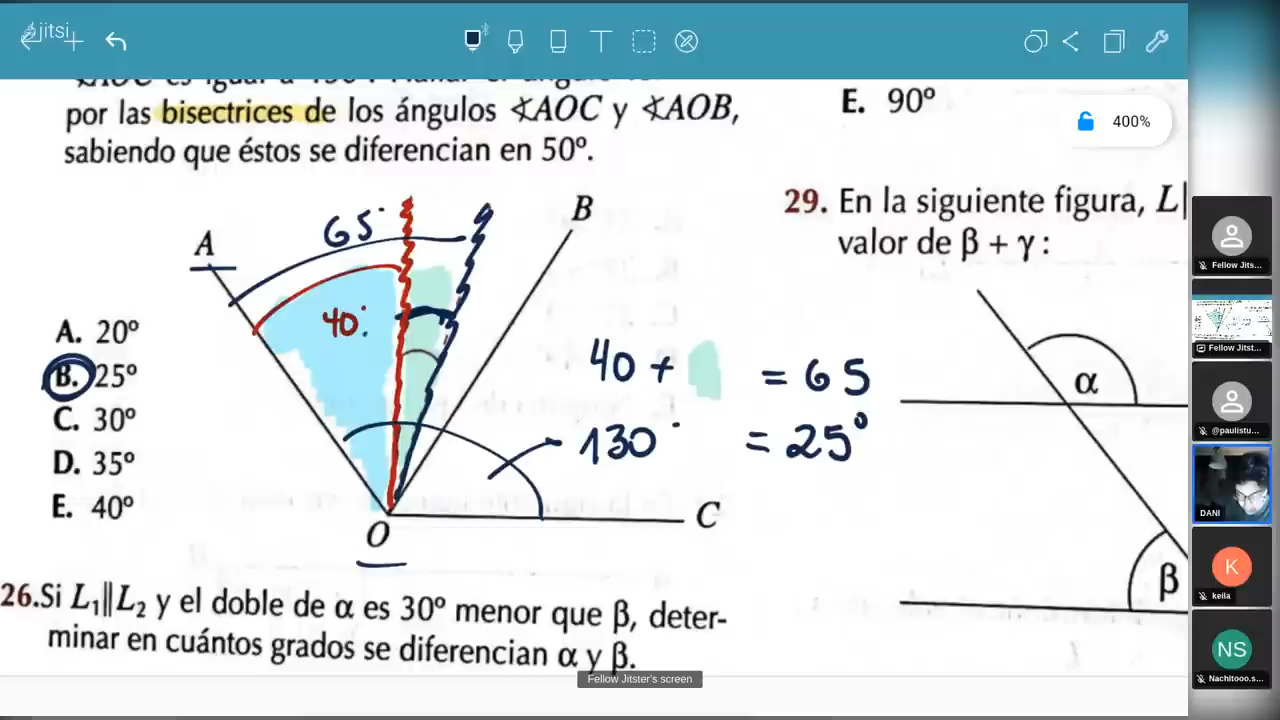 jitsi
400%
por las bisectrices de los ángulos ∢AOC y ∢AOB,
sabiendo que éstos se diferencian en 50º.
A
B
65°
40°
A. 20º
B. 25º
C. 30º
D. 35º
E. 40º
O
C
40 + = 65
130° = 25°
26.Si L₁∥L₂ y el doble de α es 30º menor que β, deter-
minar en cuántos grados se diferencian α y β.
E. 90º
29. En la siguiente figura, L∥
valor de β + γ :
α
β
Fellow Jitster's screen
Fellow Jits...
Fellow Jitst...
@paulistu...
DANI
K
keila
NS
Nachitooo.s...